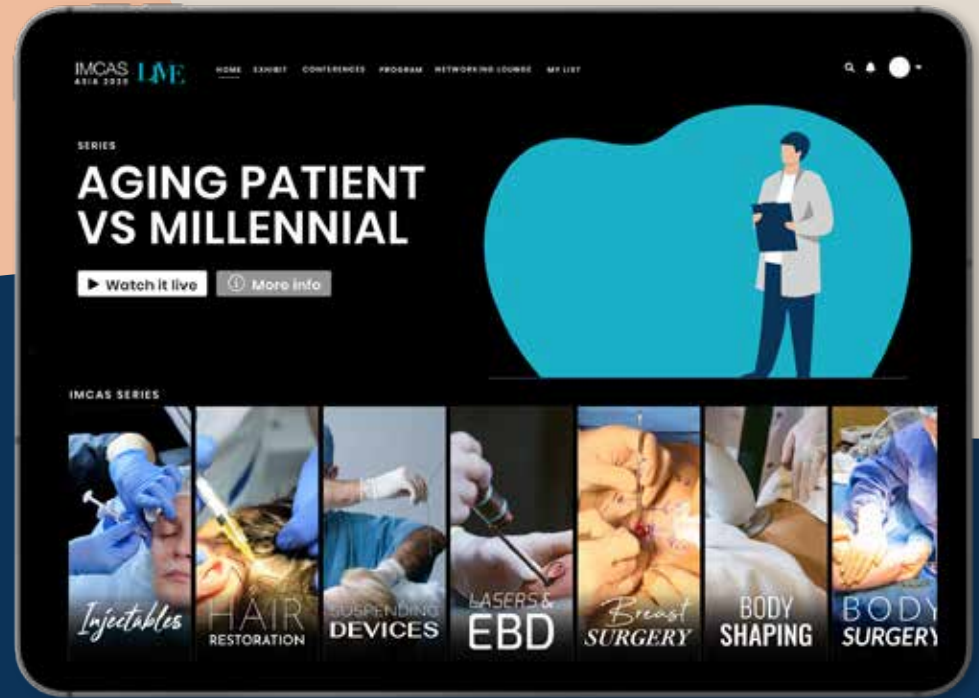 IMCAS LIVE
ASIA 2020
HOME EXHIBIT CONFERENCES PROGRAM NETWORKING LOUNGE MY LIST
SERIES
AGING PATIENT
VS MILLENNIAL
Watch it live
More info
IMCAS SERIES
Injectables
HAIR
RESTORATION
SUSPENDING
DEVICES
LASERS &
EBD
Breast
SURGERY
BODY
SHAPING
BODY
SURGERY